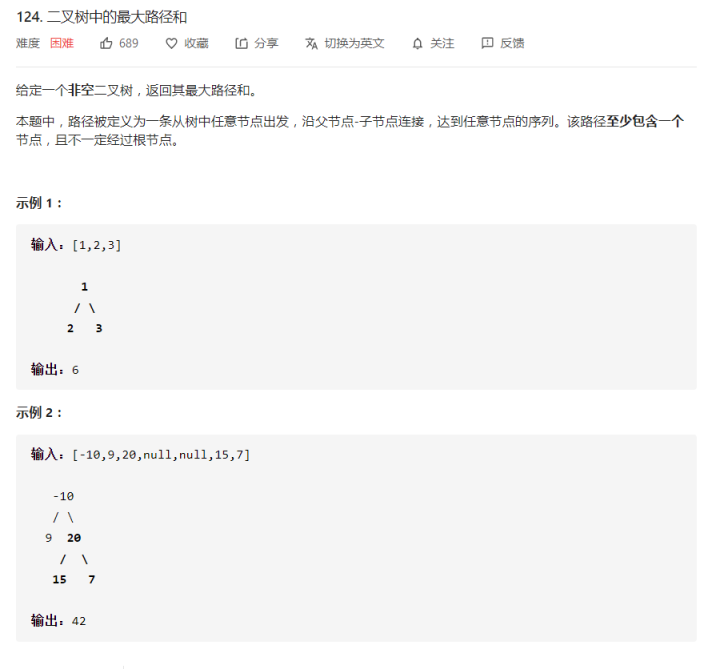 124. 二叉树中的最大路径和
难度 困难 689 收藏 分享 切换为英文 关注 反馈
给定一个非空二叉树，返回其最大路径和。
本题中，路径被定义为一条从树中任意节点出发，沿父节点-子节点连接，达到任意节点的序列。该路径至少包含一个
节点，且不一定经过根节点。
示例 1：
输入：[1,2,3]
1
/ \
2 3
输出：6
示例 2：
输入：[-10,9,20,null,null,15,7]
-10
/ \
9 20
/ \
15 7
输出：42